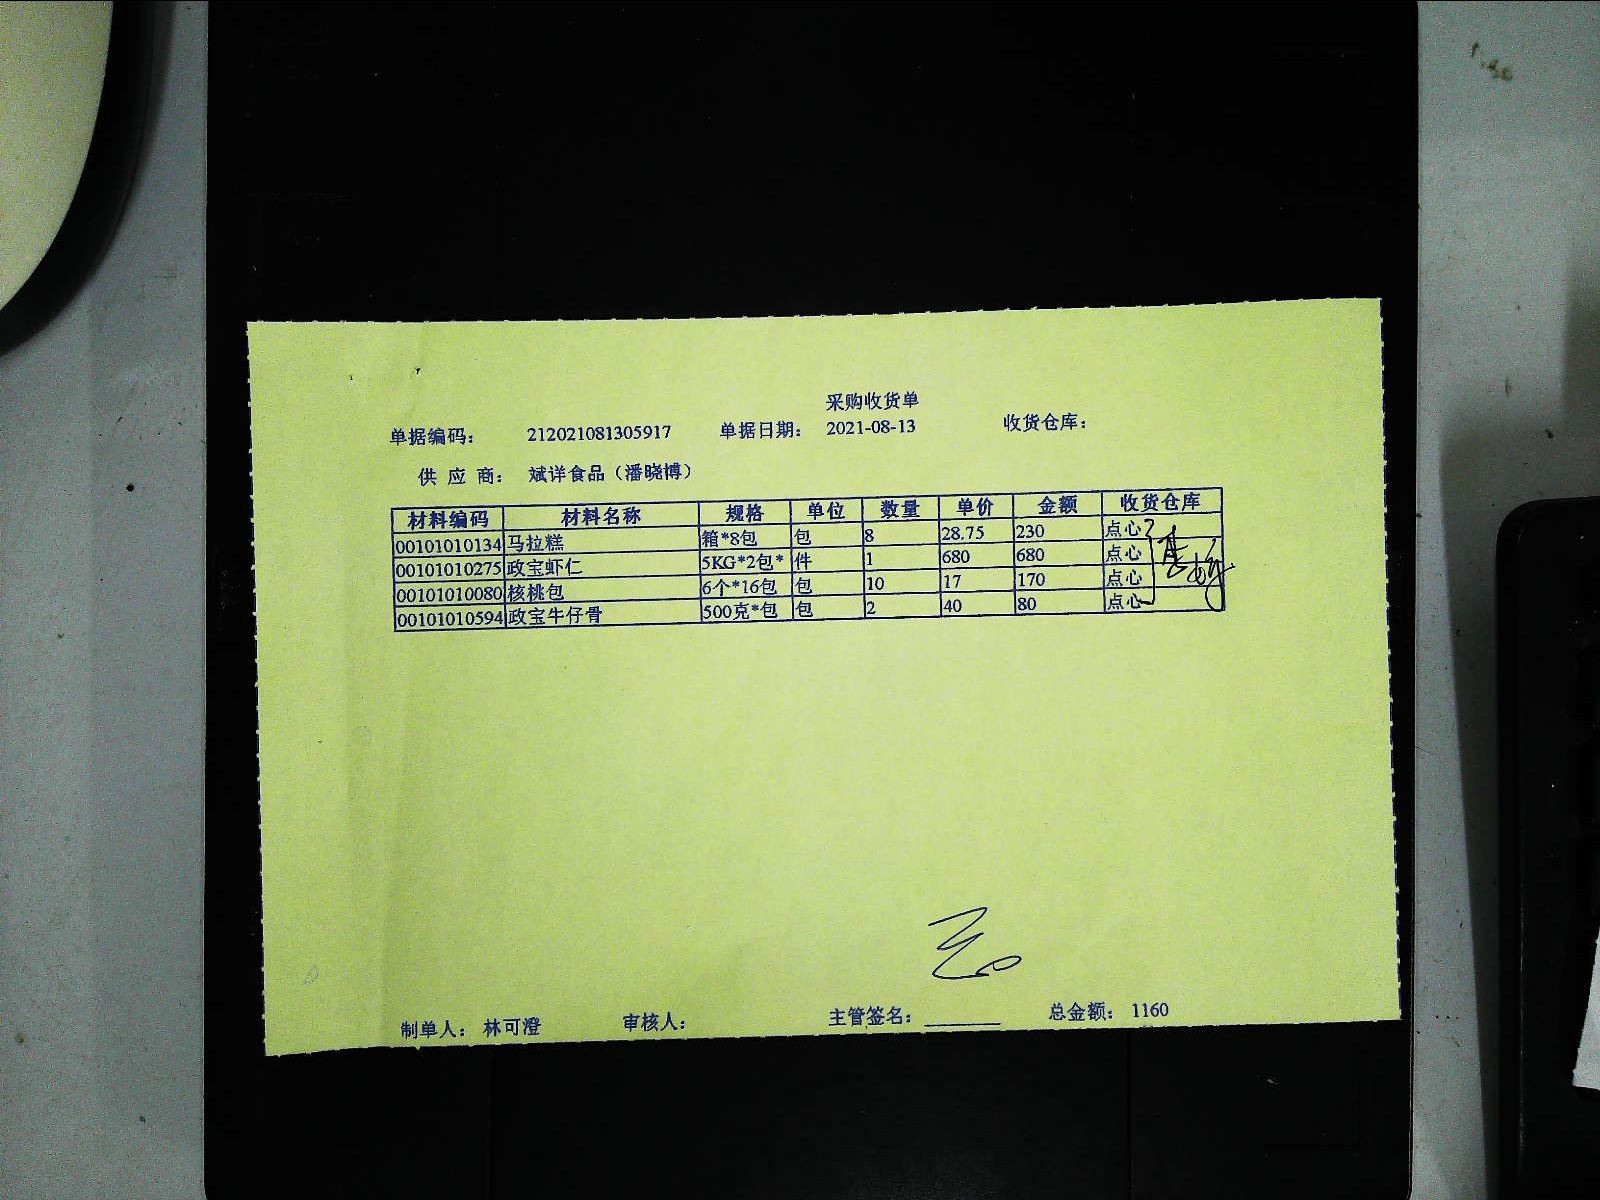 采购收货单
单据编码： 212021081305917 单据日期： 2021-08-13 收货仓库：
供 应 商： 斌详食品（潘晓博）
材料编码 材料名称 规格 单位 数量 单价 金额 收货仓库
00101010134 马拉糕 箱*8包 包 8 28.75 230 点心
00101010275 政宝虾仁 5KG*2包* 件 1 680 680 点心
00101010080 核桃包 6个*16包 包 10 17 170 点心
00101010594 政宝牛仔骨 500克*包 包 2 40 80 点心
制单人： 林可澄 审核人： 主管签名： 总金额： 1160